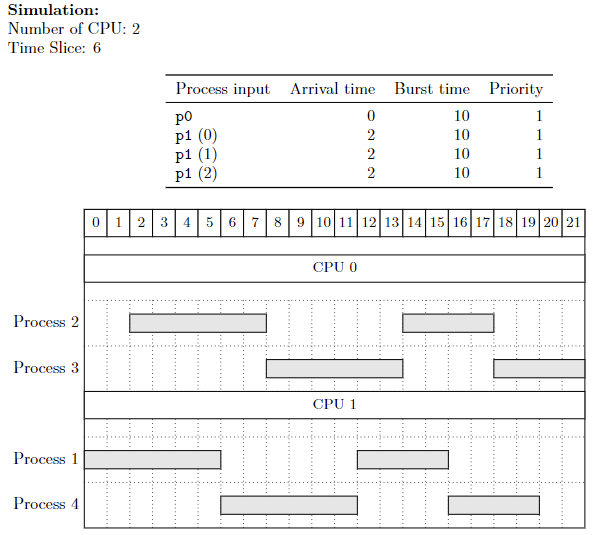 Simulation:
Number of CPU: 2
Time Slice: 6
Process input Arrival time Burst time Priority
p0 0 10 1
p1 (0) 2 10 1
p1 (1) 2 10 1
p1 (2) 2 10 1
0 1 2 3 4 5 6 7 8 9 10 11 12 13 14 15 16 17 18 19 20 21
CPU 0
Process 2
Process 3
CPU 1
Process 1
Process 4